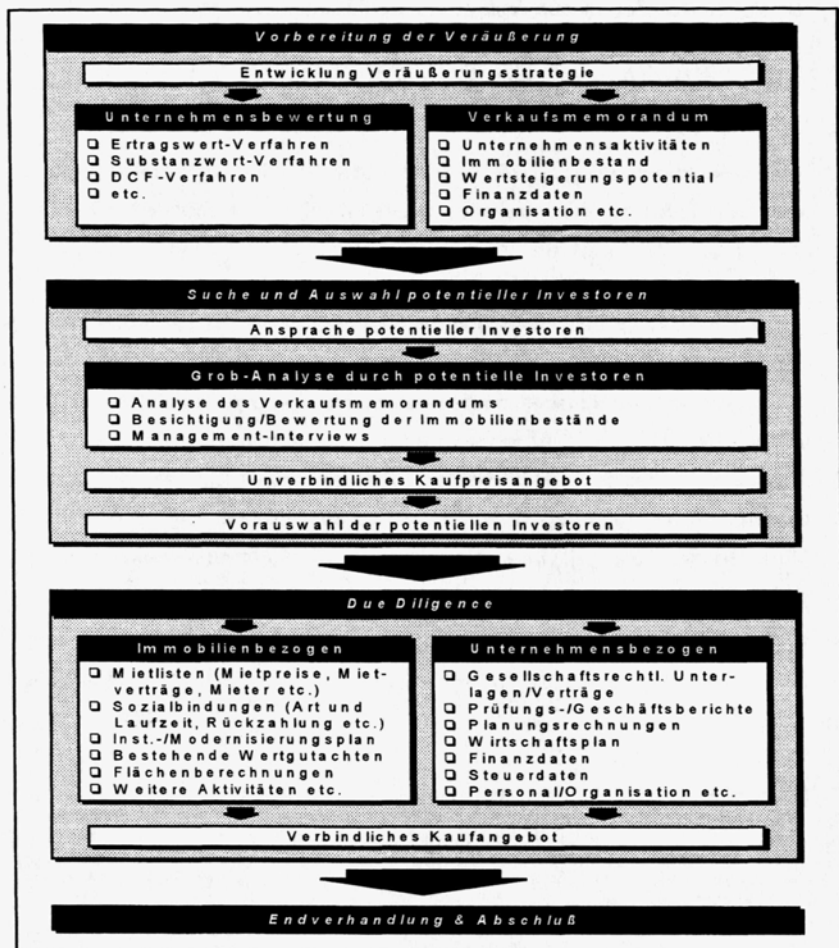 Vorbereitung der Veräußerung
Entwicklung Veräußerungsstrategie
Unternehmensbewertung
❑ Ertragswert-Verfahren
❑ Substanzwert-Verfahren
❑ DCF-Verfahren
❑ etc.
Verkaufsmemorandum
❑ Unternehmensaktivitäten
❑ Immobilienbestand
❑ Wertsteigerungspotential
❑ Finanzdaten
❑ Organisation etc.
Suche und Auswahl potentieller Investoren
Ansprache potentieller Investoren
Grob-Analyse durch potentielle Investoren
❑ Analyse des Verkaufsmemorandums
❑ Besichtigung/Bewertung der Immobilienbestände
❑ Management-Interviews
Unverbindliches Kaufpreisangebot
Vorauswahl der potentiellen Investoren
Due Diligence
Immobilienbezogen
❑ Mietlisten (Mietpreise, Miet-
verträge, Mieter etc.)
❑ Sozialbindungen (Art und
Laufzeit, Rückzahlung etc.)
❑ Inst.-/Modernisierungsplan
❑ Bestehende Wertgutachten
❑ Flächenberechnungen
❑ Weitere Aktivitäten etc.
Unternehmensbezogen
❑ Gesellschaftsrechtl. Unter-
lagen/Verträge
❑ Prüfungs-/Geschäftsberichte
❑ Planungsrechnungen
❑ Wirtschaftsplan
❑ Finanzdaten
❑ Steuerdaten
❑ Personal/Organisation etc.
Verbindliches Kaufangebot
Endverhandlung & Abschluß